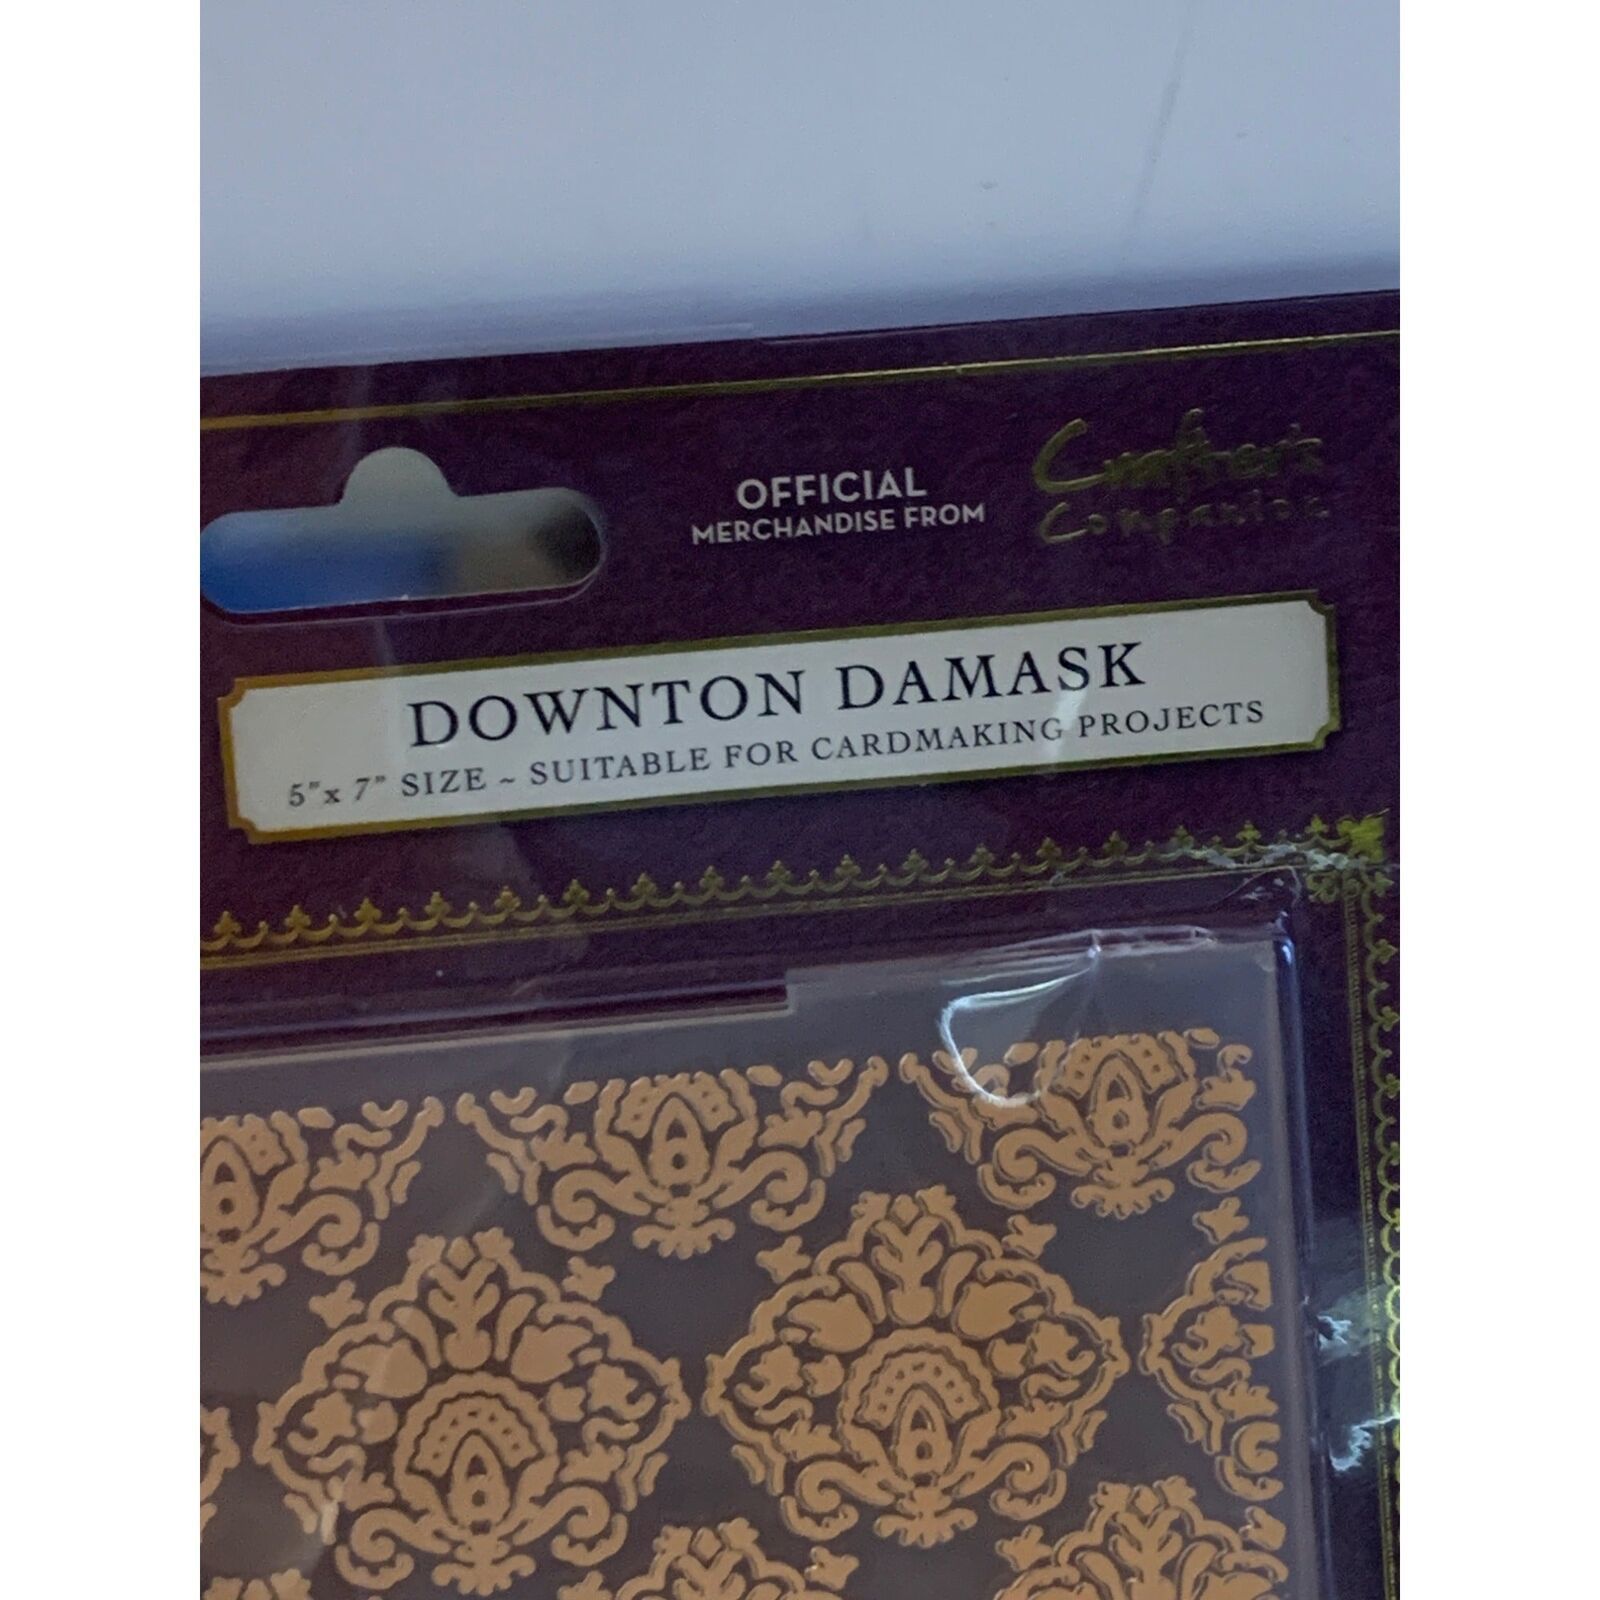 OFFICIAL
MERCHANDISE FROM
Crafter's
Companion
DOWNTON DAMASK
5"x 7" SIZE ~ SUITABLE FOR CARDMAKING PROJECTS